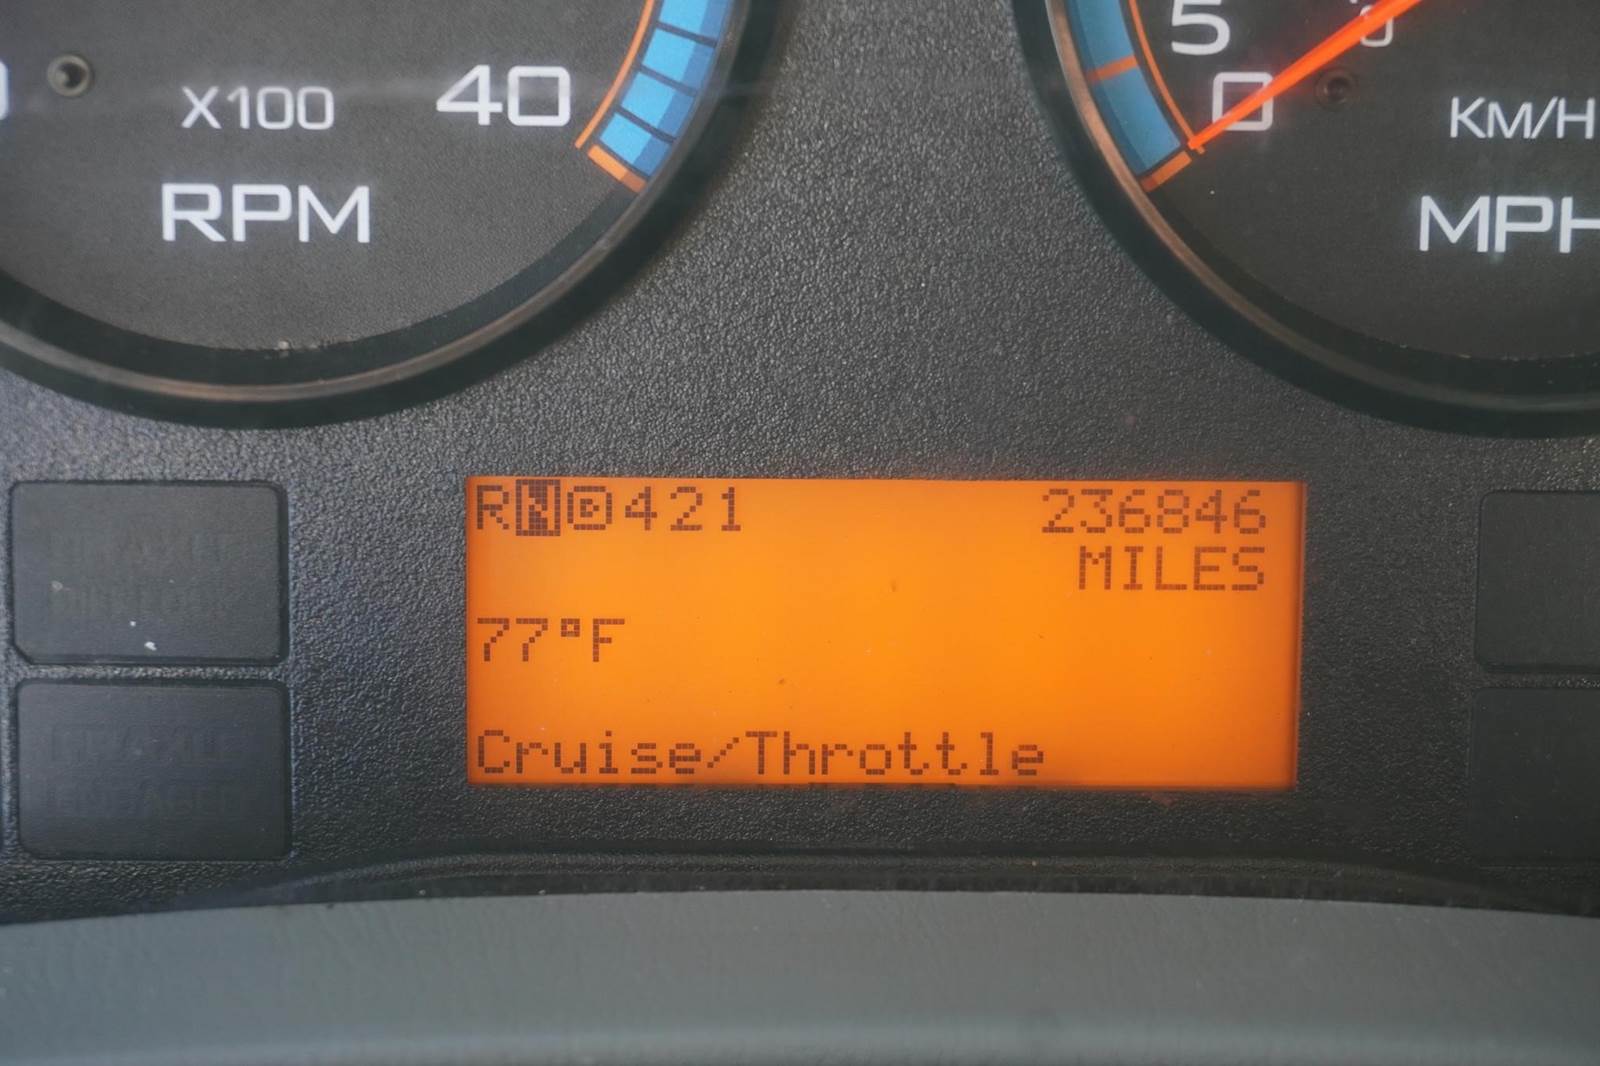 5
40
X100
RPM
0
KM/H
MPH
RN D 421
236846
MILES
77°F
Cruise/Throttle